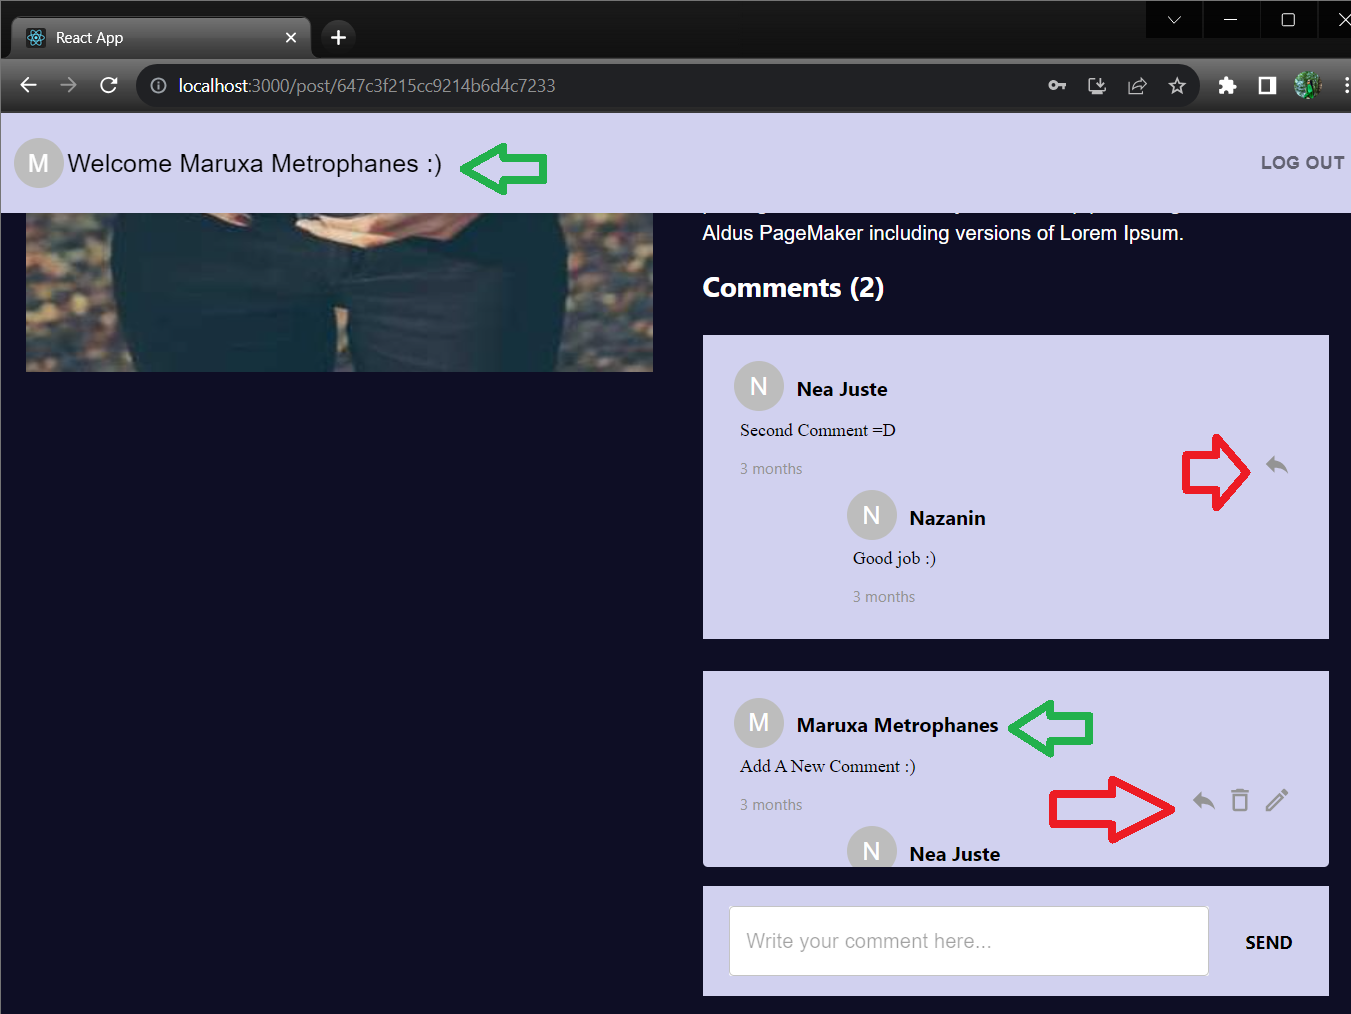 React App
localhost:3000/post/647c3f215cc9214b6d4c7233
M Welcome Maruxa Metrophanes :)
LOG OUT
Aldus PageMaker including versions of Lorem Ipsum.
Comments (2)
N Nea Juste
Second Comment =D
3 months
N Nazanin
Good job :)
3 months
M Maruxa Metrophanes
Add A New Comment :)
3 months
N Nea Juste
Write your comment here...
SEND